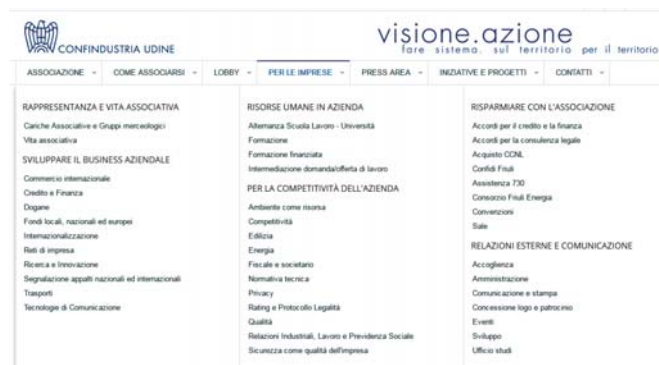 CONFINDUSTRIA UDINE
visione.azione
fare sistema. sul territorio per il territorio
ASSOCIAZIONE COME ASSOCIARSI LOBBY PER LE IMPRESE PRESS AREA INIZIATIVE E PROGETTI CONTATTI
RAPPRESENTANZA E VITA ASSOCIATIVA
Cariche Associative e Gruppi merceologici
Vita associativa
SVILUPPARE IL BUSINESS AZIENDALE
Commercio internazionale
Credito e Finanza
Dogane
Fondi locali, nazionali ed europei
Internazionalizzazione
Reti di impresa
Ricerca e Innovazione
Segnalazione appalti nazionali ed internazionali
Trasporti
Tecnologie di Comunicazione
RISORSE UMANE IN AZIENDA
Alternanza Scuola Lavoro - Università
Formazione
Formazione finanziata
Intermediazione domanda/offerta di lavoro
PER LA COMPETITIVITÀ DELL'AZIENDA
Ambiente come risorsa
Competitività
Edilizia
Energia
Fiscale e societario
Normativa tecnica
Privacy
Rating e Protocollo Legalità
Qualità
Relazioni Industriali, Lavoro e Previdenza Sociale
Sicurezza come qualità dell'impresa
RISPARMIARE CON L'ASSOCIAZIONE
Accordi per il credito e la finanza
Accordi per la consulenza legale
Acquisto CCNL
Confidi Friuli
Assistenza 730
Consorzio Friuli Energia
Convenzioni
Sale
RELAZIONI ESTERNE E COMUNICAZIONE
Accoglienza
Amministrazione
Comunicazione e stampa
Concessione logo e patrocinio
Eventi
Sviluppo
Ufficio studi